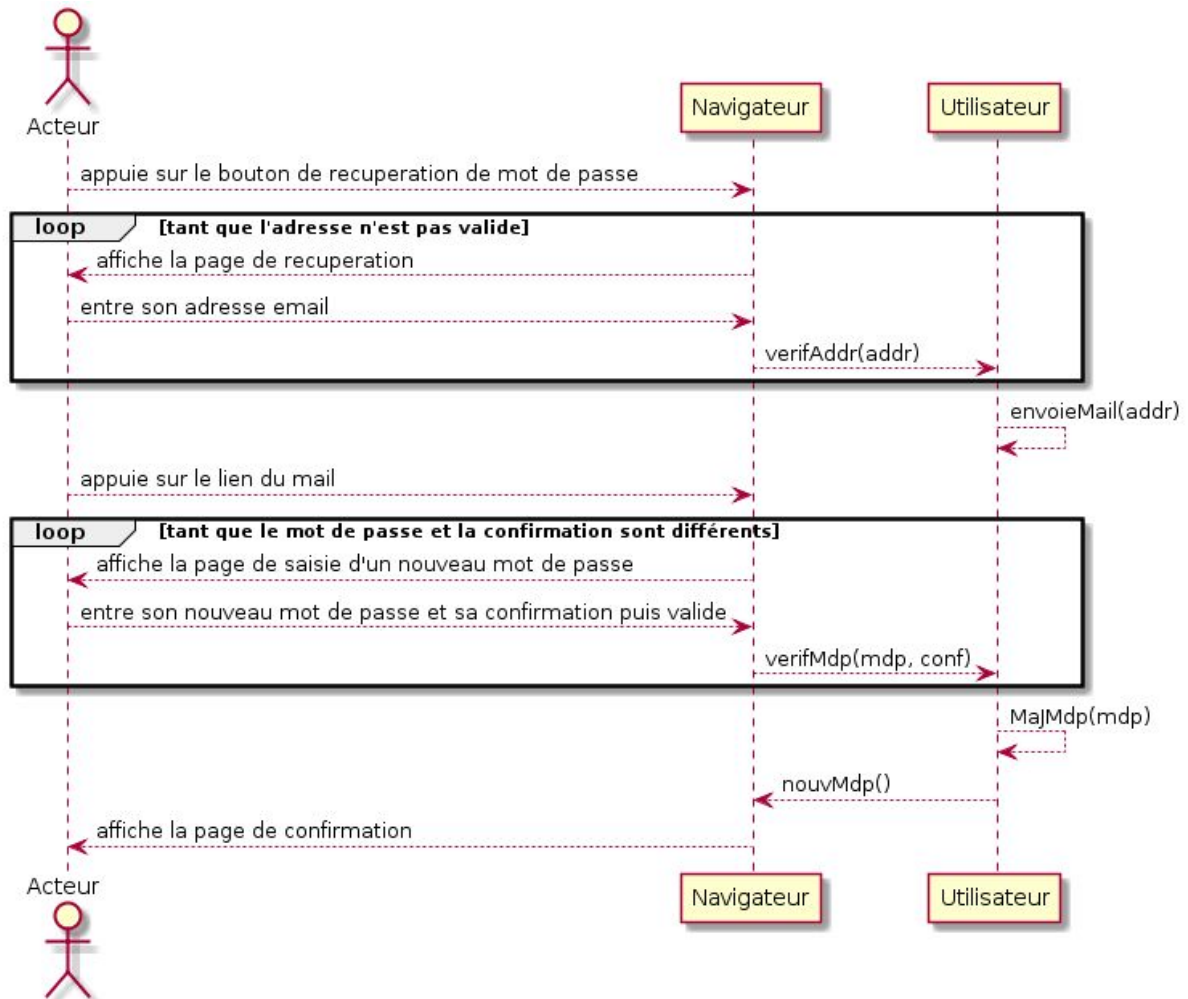 Acteur
Navigateur
Utilisateur
appuie sur le bouton de recuperation de mot de passe
loop
[tant que l'adresse n'est pas valide]
affiche la page de recuperation
entre son adresse email
verifAddr(addr)
envoieMail(addr)
appuie sur le lien du mail
loop
[tant que le mot de passe et la confirmation sont différents]
affiche la page de saisie d'un nouveau mot de passe
entre son nouveau mot de passe et sa confirmation puis valide
verifMdp(mdp, conf)
MaJMdp(mdp)
nouvMdp()
affiche la page de confirmation
Acteur
Navigateur
Utilisateur